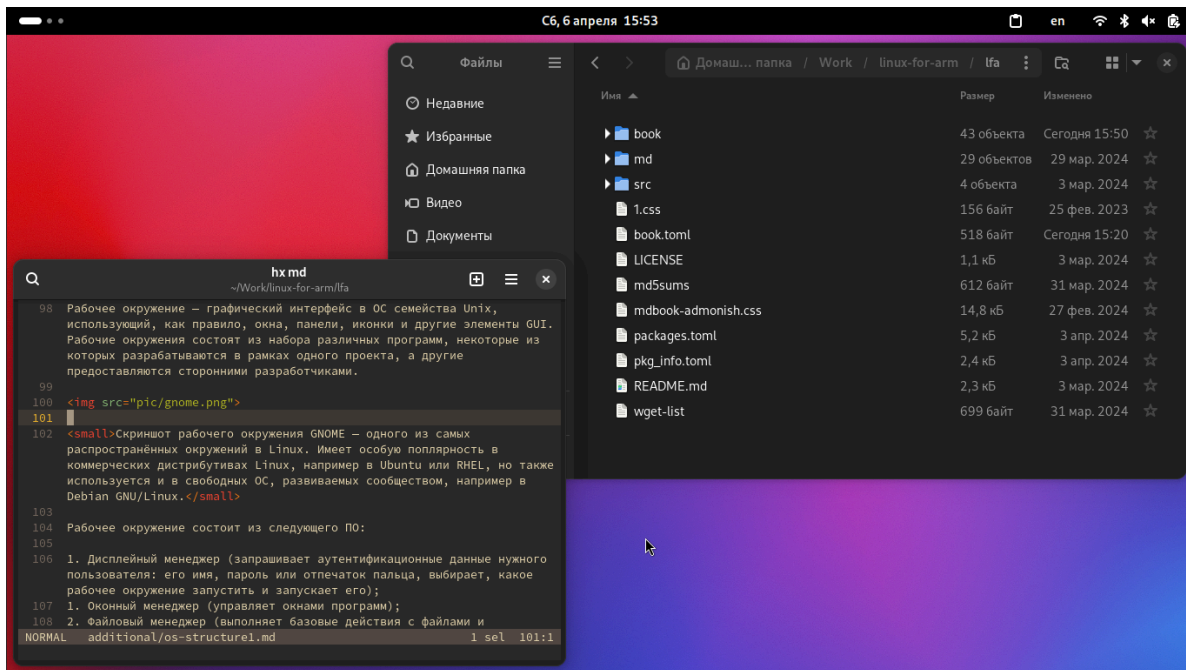 Сб, 6 апреля 15:53
en
Файлы
Домаш... папка / Work / linux-for-arm / lfa
Недавние
Избранные
Домашняя папка
Видео
Документы
Имя
Размер
Изменено
book 43 объекта Сегодня 15:50
md 29 объектов 29 мар. 2024
src 4 объекта 3 мар. 2024
1.css 156 байт 25 фев. 2023
book.toml 518 байт Сегодня 15:20
LICENSE 1,1 кБ 3 мар. 2024
md5sums 612 байт 31 мар. 2024
mdbook-admonish.css 14,8 кБ 27 фев. 2024
packages.toml 5,2 кБ 3 апр. 2024
pkg_info.toml 2,4 кБ 3 апр. 2024
README.md 2,3 кБ 3 мар. 2024
wget-list 699 байт 31 мар. 2024
hx md
~/Work/linux-for-arm/lfa
98 Рабочее окружение — графический интерфейс в ОС семейства Unix,
использующий, как правило, окна, панели, иконки и другие элементы GUI.
Рабочие окружения состоят из набора различных программ, некоторые из
которых разрабатываются в рамках одного проекта, а другие
предоставляются сторонними разработчиками.
99
100 <img src="pic/gnome.png">
101
102 <small>Скриншот рабочего окружения GNOME — одного из самых
распространённых окружений в Linux. Имеет особую поплярность в
коммерческих дистрибутивах Linux, например в Ubuntu или RHEL, но также
используется и в свободных ОС, развиваемых сообществом, например в
Debian GNU/Linux.</small>
103
104 Рабочее окружение состоит из следующего ПО:
105
106 1. Дисплейный менеджер (запрашивает аутентификационные данные нужного
пользователя: его имя, пароль или отпечаток пальца, выбирает, какое
рабочее окружение запустить и запускает его);
107 1. Оконный менеджер (управляет окнами программ);
108 2. Файловый менеджер (выполняет базовые действия с файлами и
NORMAL additional/os-structure1.md 1 sel 101:1